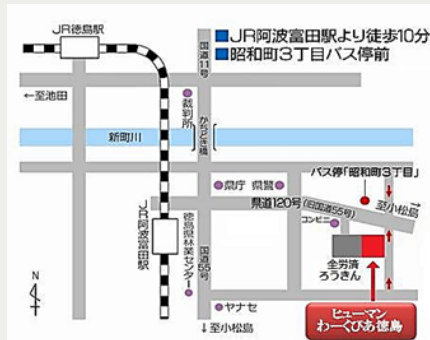 JR徳島駅
国道11号
■JR阿波富田駅より徒歩10分
■昭和町3丁目バス停前
←至池田
裁判所
新町川
かちどき橋
バス停「昭和町3丁目」
県庁 県警
至小松島
県道120号(旧国道55号)
コンビニ
JR阿波富田駅
徳島県林業センター
国道55号
全労済
ろうきん
N
ヤナセ
ヒューマン
わーくぴあ徳島
↓至小松島